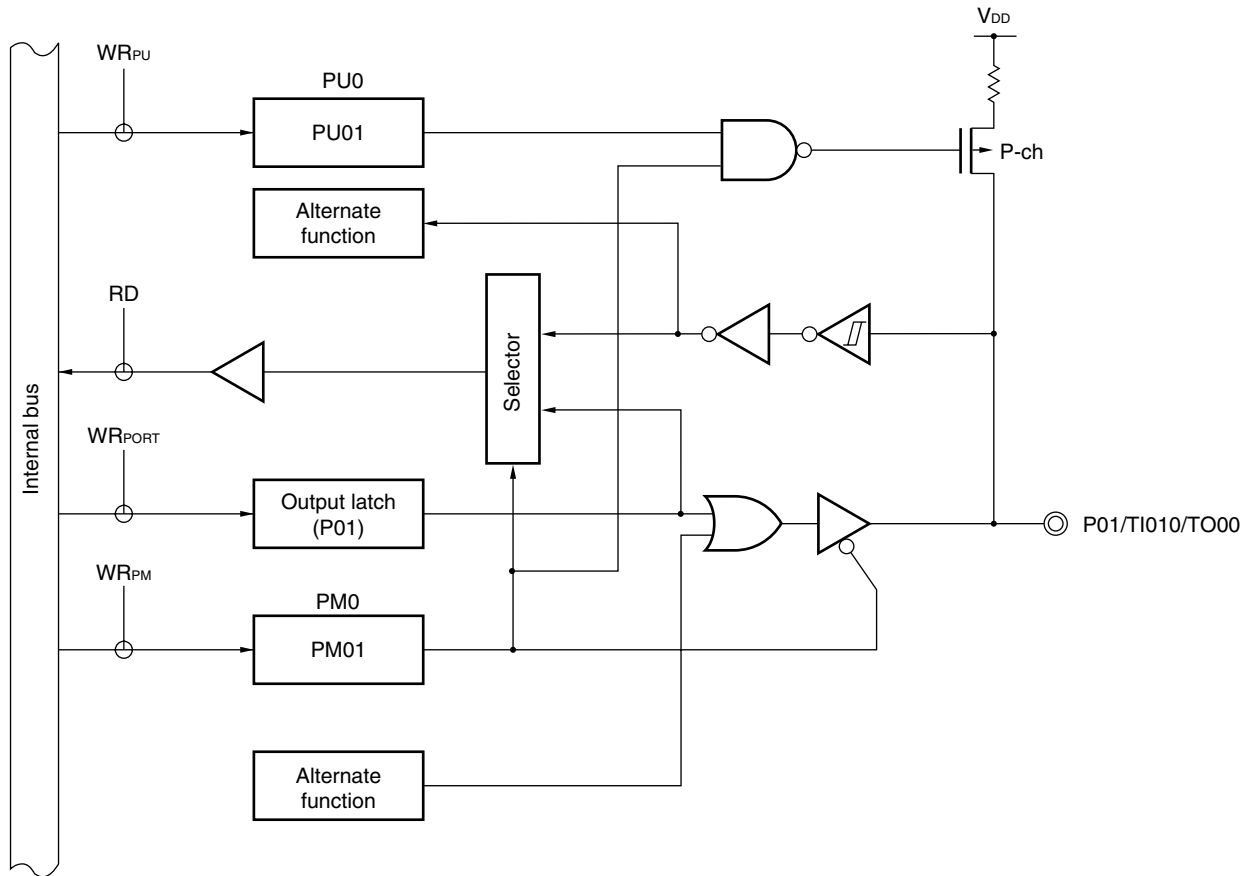 VDD
WRPU
PU0
PU01
P-ch
Alternate
function
RD
Selector
Internal bus
WRPORT
Output latch
(P01)
P01/TI010/TO00
WRPM
PM0
PM01
Alternate
function